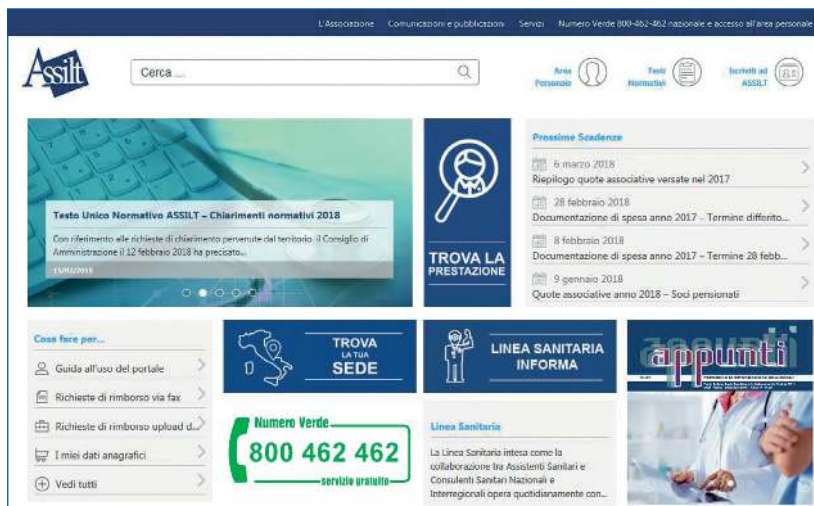 L'Associazione Comunicazioni e pubblicazioni Servizi Numero Verde 800-462-462 nazionale e accesso all'area personale
Assilt
Cerca ...
Area
Personale
Testi
Normativi
Iscritti ad
ASSILT
Testo Unico Normativo ASSILT – Chiarimenti normativi 2018
Con riferimento alle richieste di chiarimento pervenute dal territorio il Consiglio di
Amministrazione il 12 febbraio 2018 ha precisato...
15/02/2018
TROVA LA
PRESTAZIONE
Prossime Scadenze
6 marzo 2018
Riepilogo quote associative versate nel 2017
28 febbraio 2018
Documentazione di spesa anno 2017 - Termine differito...
8 febbraio 2018
Documentazione di spesa anno 2017 – Termine 28 febb...
9 gennaio 2018
Quote associative anno 2018 – Soci pensionati
Cosa fare per...
Guida all'uso del portale
Richieste di rimborso via fax
Richieste di rimborso upload d...
I miei dati anagrafici
Vedi tutti
TROVA
LA TUA
SEDE
Numero Verde
800 462 462
servizio gratuito
LINEA SANITARIA
INFORMA
Linea Sanitaria
La Linea Sanitaria intesa come la
collaborazione tra Assistenti Sanitari e
Consulenti Sanitari Nazionali e
Interregionali opera quotidianamente con...
appunti